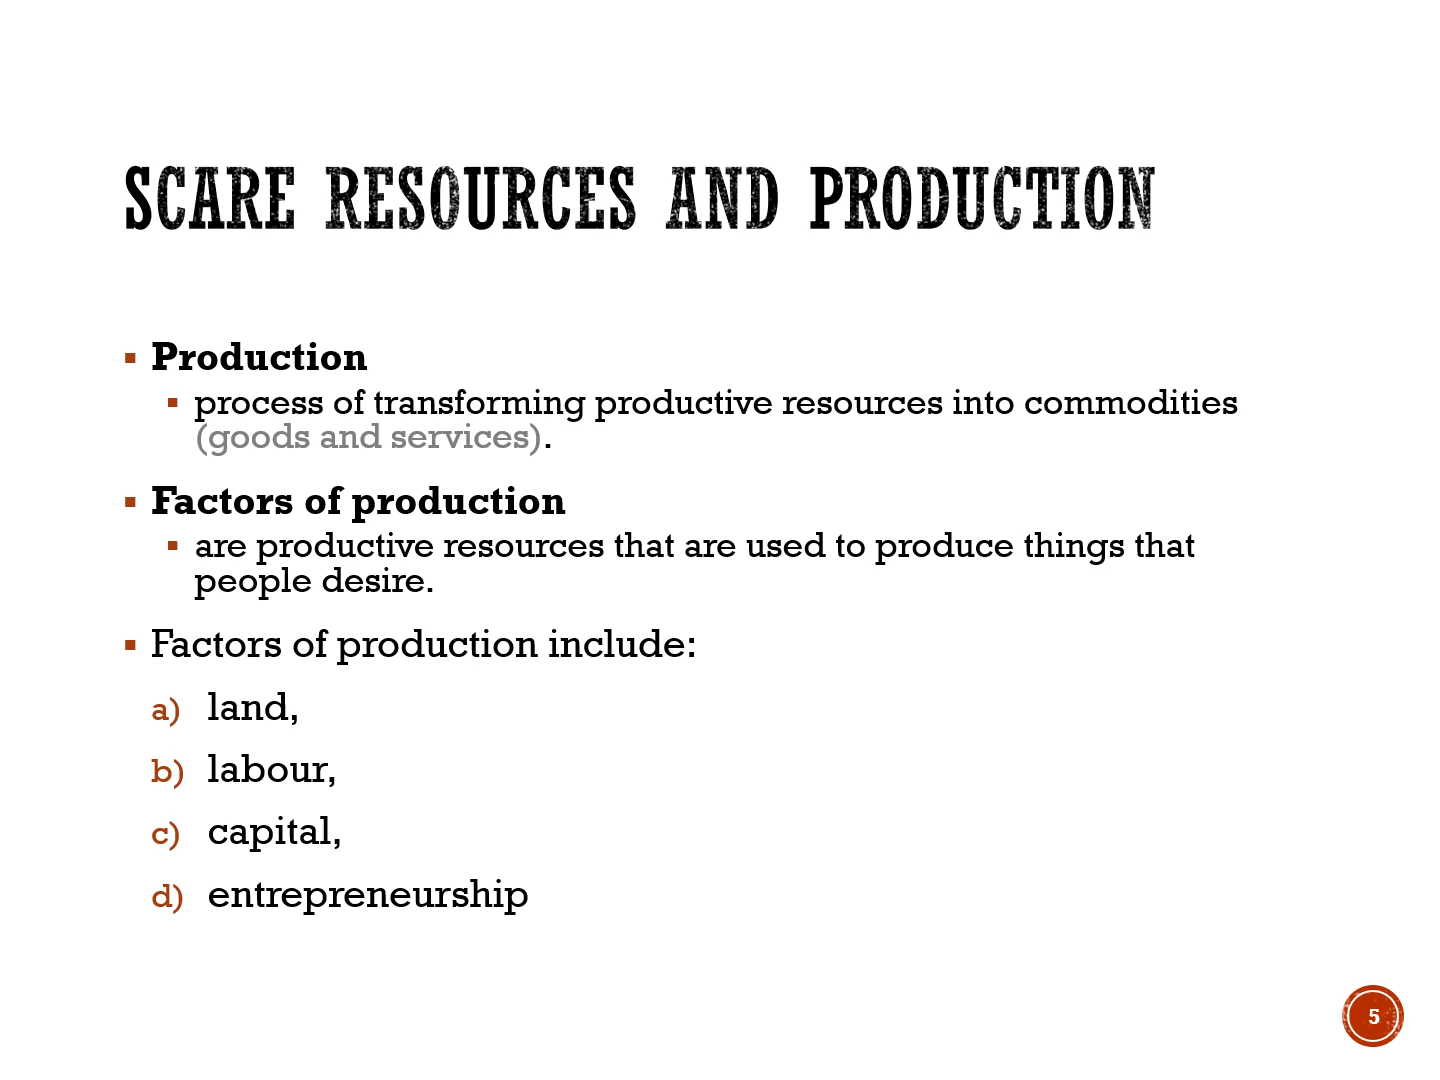 SCARE RESOURCES AND PRODUCTION
▪ Production
▪ process of transforming productive resources into commodities
(goods and services).
▪ Factors of production
▪ are productive resources that are used to produce things that
people desire.
▪ Factors of production include:
a) land,
b) labour,
c) capital,
d) entrepreneurship
5